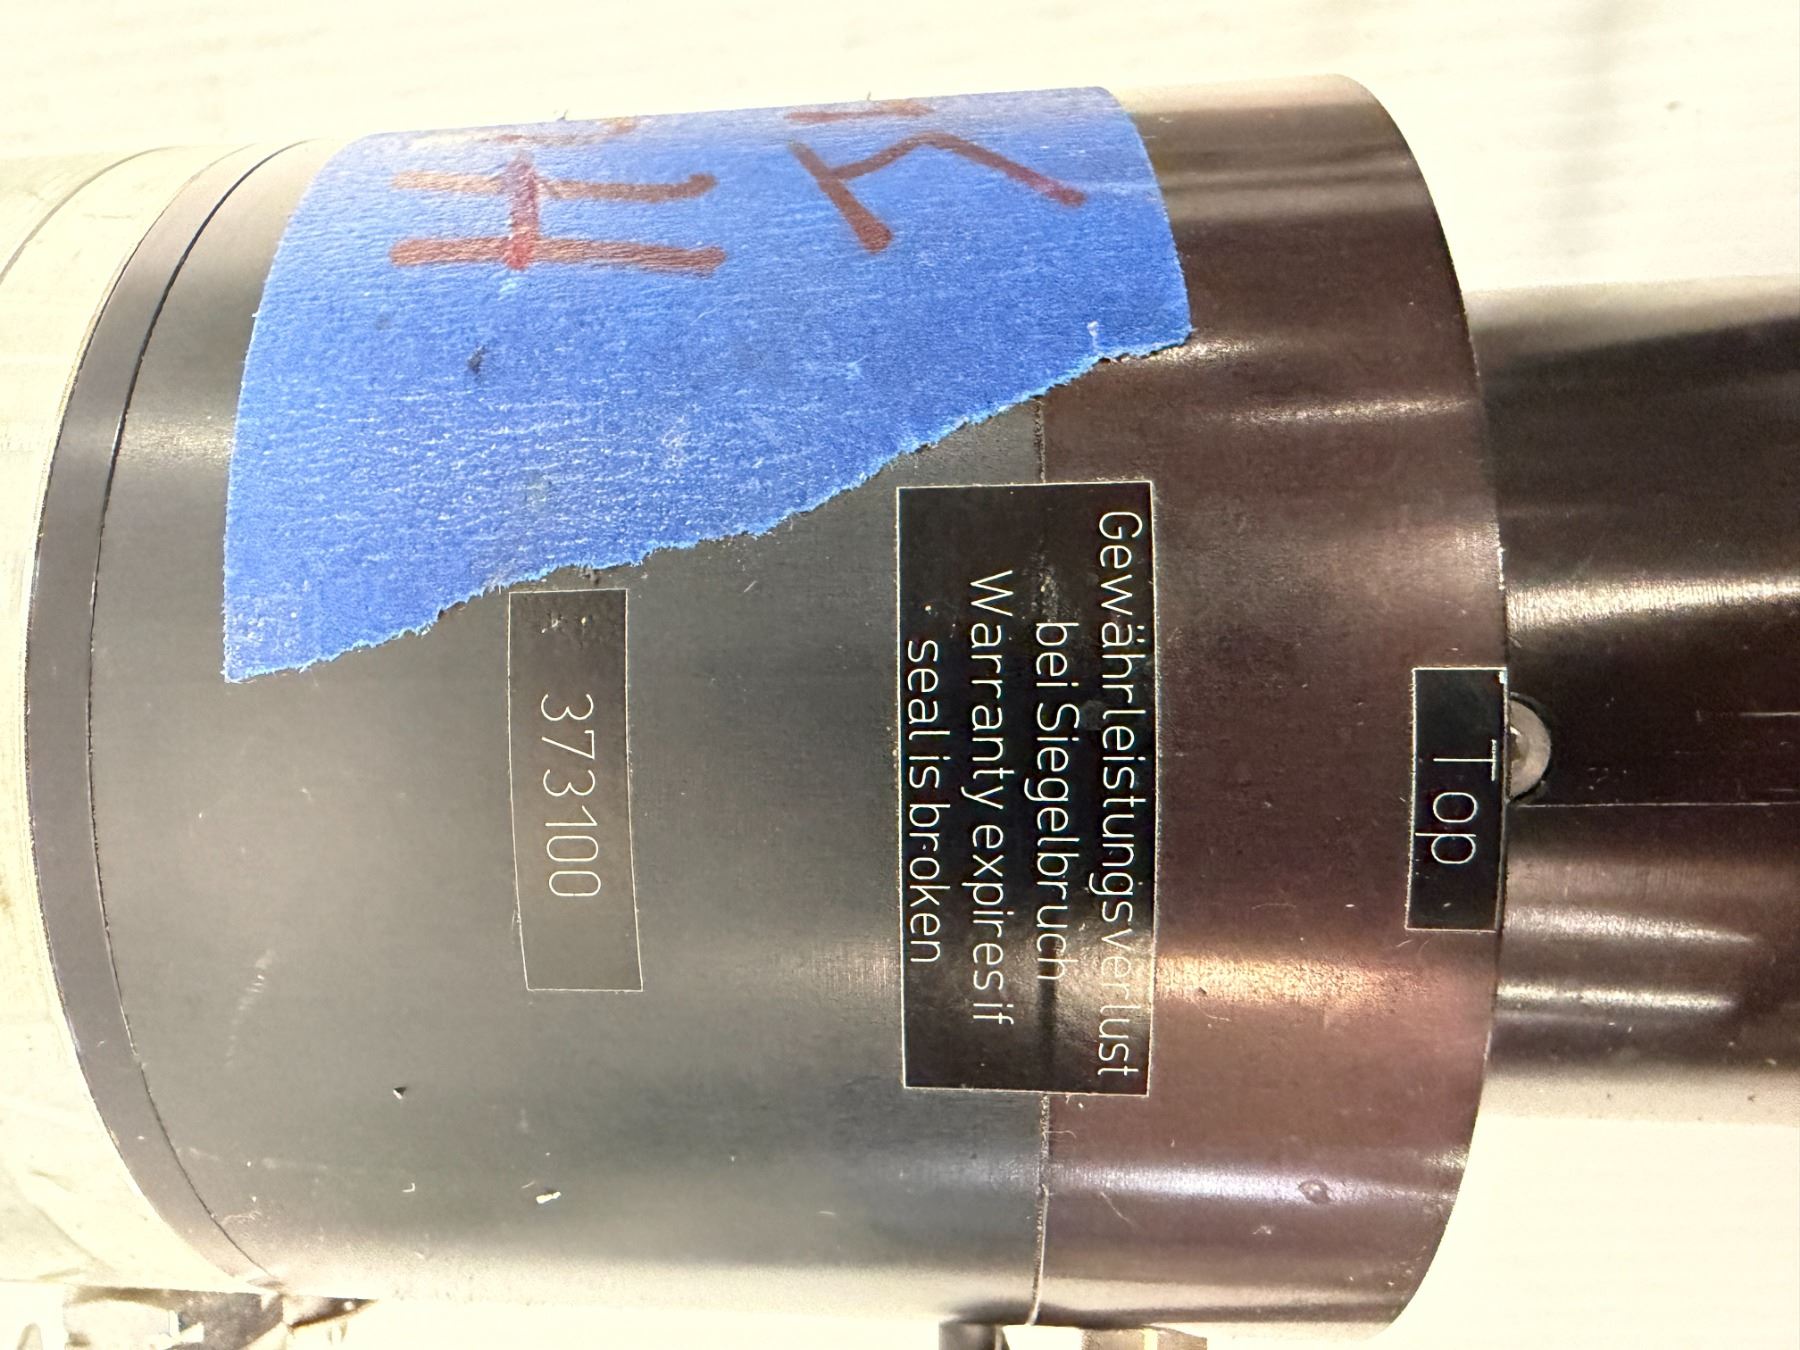 Top
Gewährleistungsverlust
bei Siegelbruch
Warranty expires if
seal is broken
373100